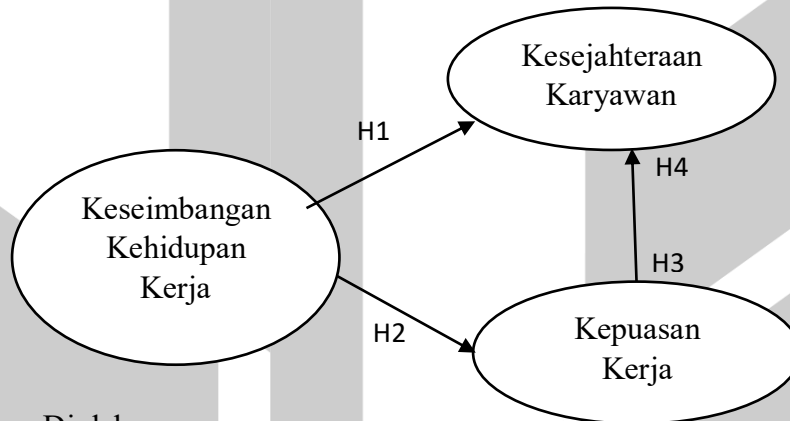 Kesejahteraan
Karyawan
H1
H4
Keseimbangan
Kehidupan
Kerja
H3
H2
Kepuasan
Kerja